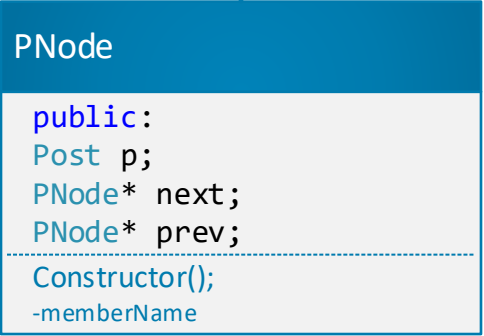 PNode
public:
Post p;
PNode* next;
PNode* prev;
Constructor();
-memberName